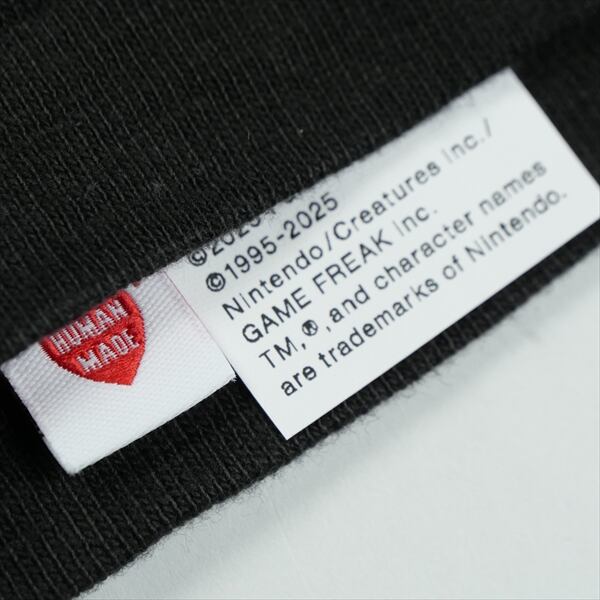 HUMAN
MADE
©1995-2025
Nintendo/Creatures Inc./
GAME FREAK Inc.
TM,®,and character names
are trademarks of Nintendo.